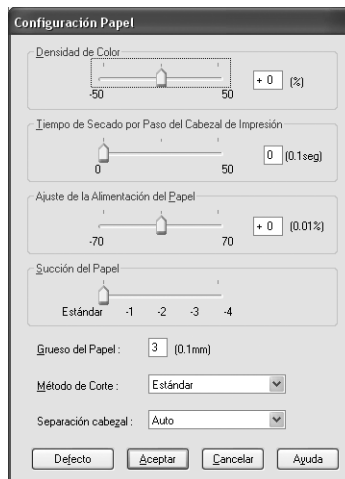 Configuración Papel
Densidad de Color
+ 0 (%)
-50 50
Tiempo de Secado por Paso del Cabezal de Impresión
0 (0.1seg)
0 50
Ajuste de la Alimentación del Papel
+ 0 (0.01%)
-70 70
Succión del Papel
Estándar -1 -2 -3 -4
Grueso del Papel : 3 (0.1mm)
Método de Corte : Estándar
Separación cabezal : Auto
Defecto Aceptar Cancelar Ayuda